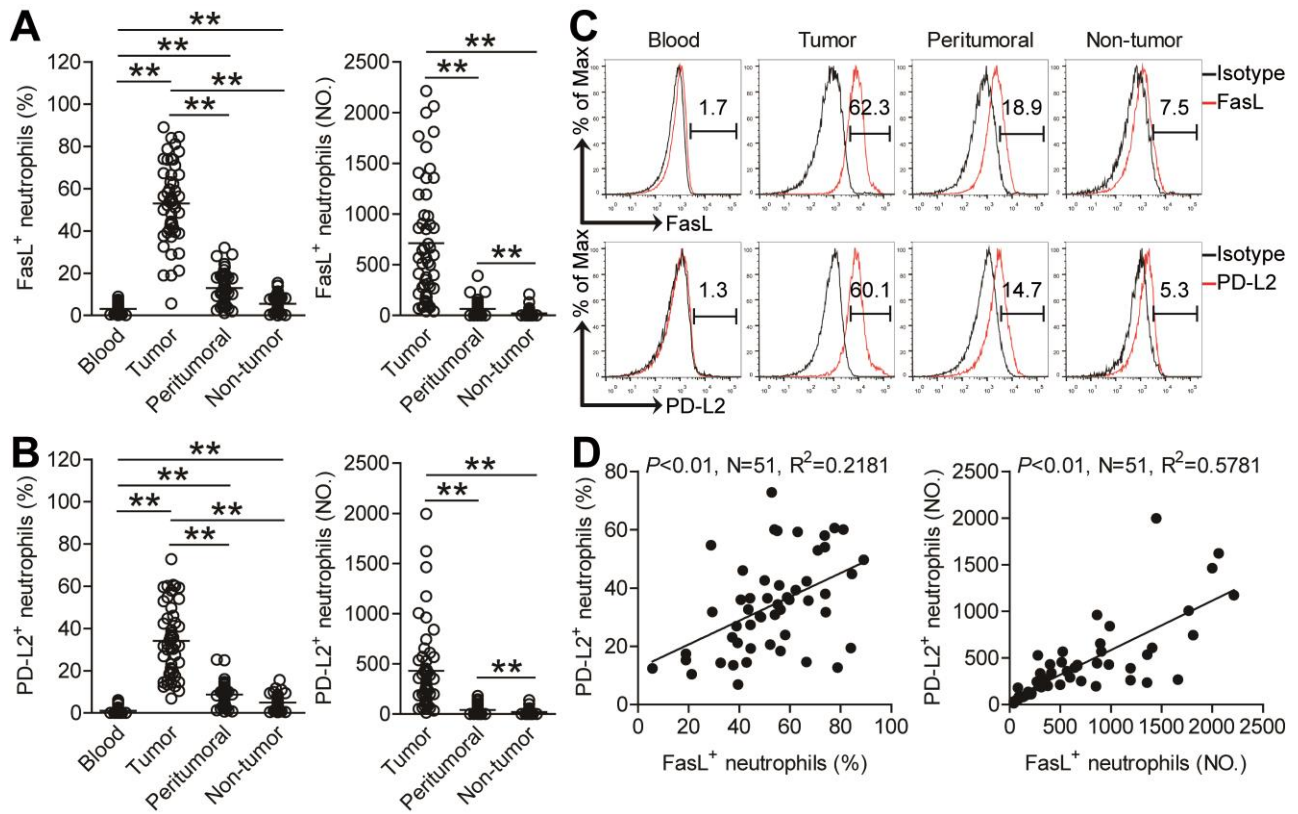 A
**
**
**
**
**
120
100
80
60
40
20
0
FasL⁺ neutrophils (%)
Blood
Tumor
Peritumoral
Non-tumor
**
**
**
2500
2000
1500
1000
500
0
FasL⁺ neutrophils (NO.)
Tumor
Peritumoral
Non-tumor
C
Blood
Tumor
Peritumoral
Non-tumor
% of Max
1.7
62.3
18.9
7.5
Isotype
FasL
FasL
% of Max
1.3
60.1
14.7
5.3
Isotype
PD-L2
PD-L2
B
**
**
**
**
**
120
100
80
60
40
20
0
PD-L2⁺ neutrophils (%)
Blood
Tumor
Peritumoral
Non-tumor
**
**
**
2500
2000
1500
1000
500
0
PD-L2⁺ neutrophils (NO.)
Tumor
Peritumoral
Non-tumor
D
P<0.01, N=51, R²=0.2181
80
60
40
20
0
PD-L2⁺ neutrophils (%)
0 20 40 60 80 100
FasL⁺ neutrophils (%)
P<0.01, N=51, R²=0.5781
2500
2000
1500
1000
500
0
PD-L2⁺ neutrophils (NO.)
0 500 1000 1500 2000 2500
FasL⁺ neutrophils (NO.)